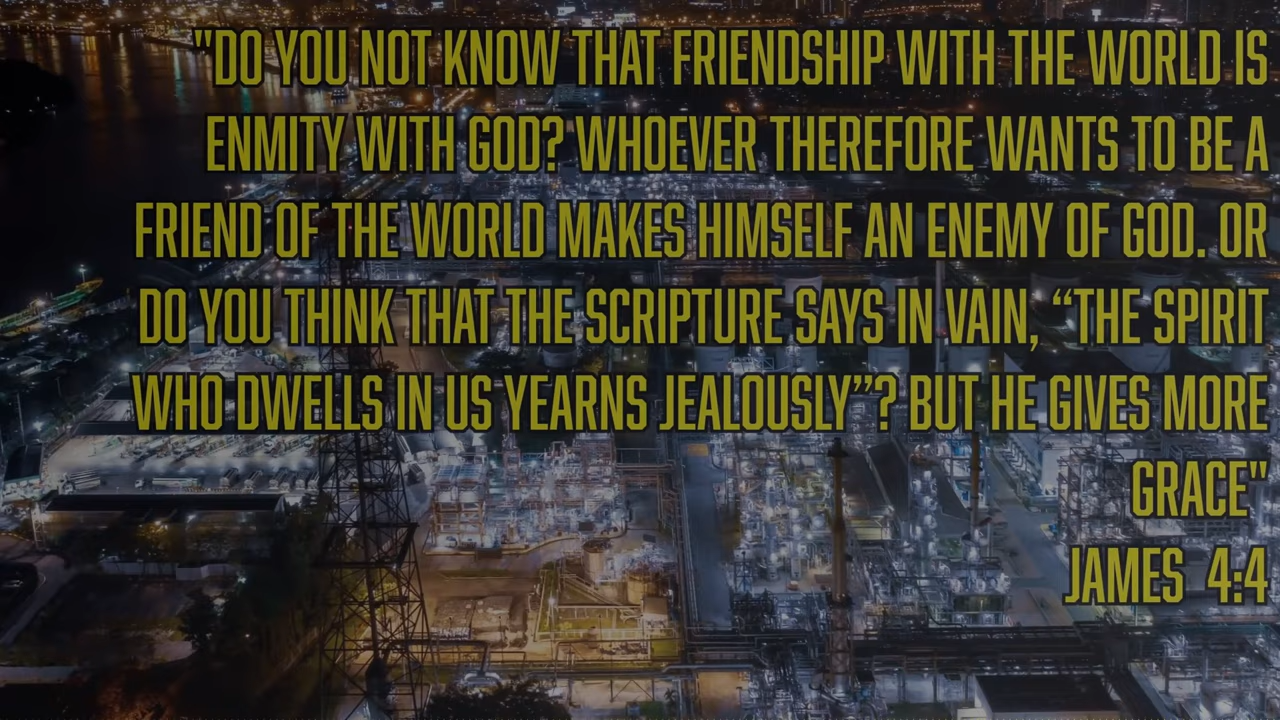 "DO YOU NOT KNOW THAT FRIENDSHIP WITH THE WORLD IS
ENMITY WITH GOD? WHOEVER THEREFORE WANTS TO BE A
FRIEND OF THE WORLD MAKES HIMSELF AN ENEMY OF GOD. OR
DO YOU THINK THAT THE SCRIPTURE SAYS IN VAIN, “THE SPIRIT
WHO DWELLS IN US YEARNS JEALOUSLY”? BUT HE GIVES MORE
GRACE"
JAMES  4:4